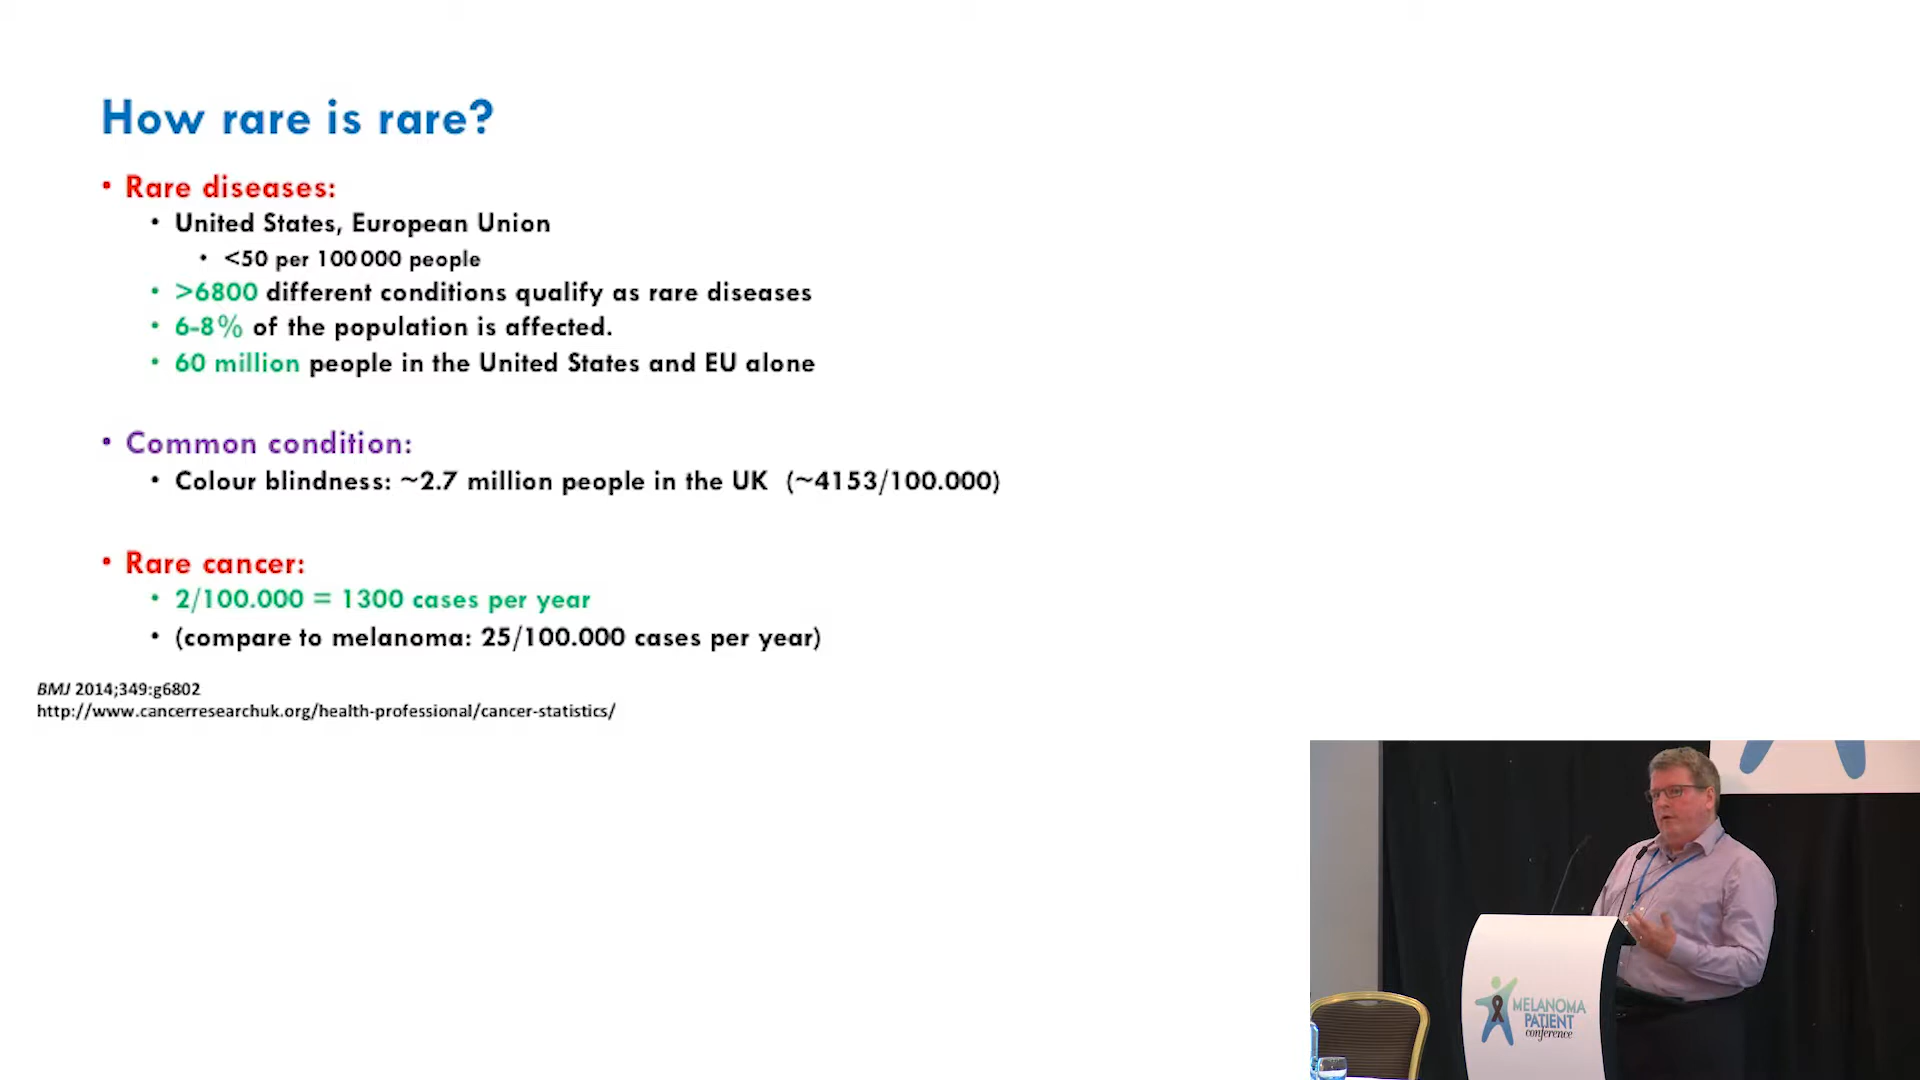 How rare is rare?
• Rare diseases:
• United States, European Union
• <50 per 100 000 people
• >6800 different conditions qualify as rare diseases
• 6-8% of the population is affected.
• 60 million people in the United States and EU alone
• Common condition:
• Colour blindness: ~2.7 million people in the UK (~4153/100.000)
• Rare cancer:
• 2/100.000 = 1300 cases per year
• (compare to melanoma: 25/100.000 cases per year)
BMJ 2014;349:g6802
http://www.cancerresearchuk.org/health-professional/cancer-statistics/
MELANOMA
PATIENT
conference